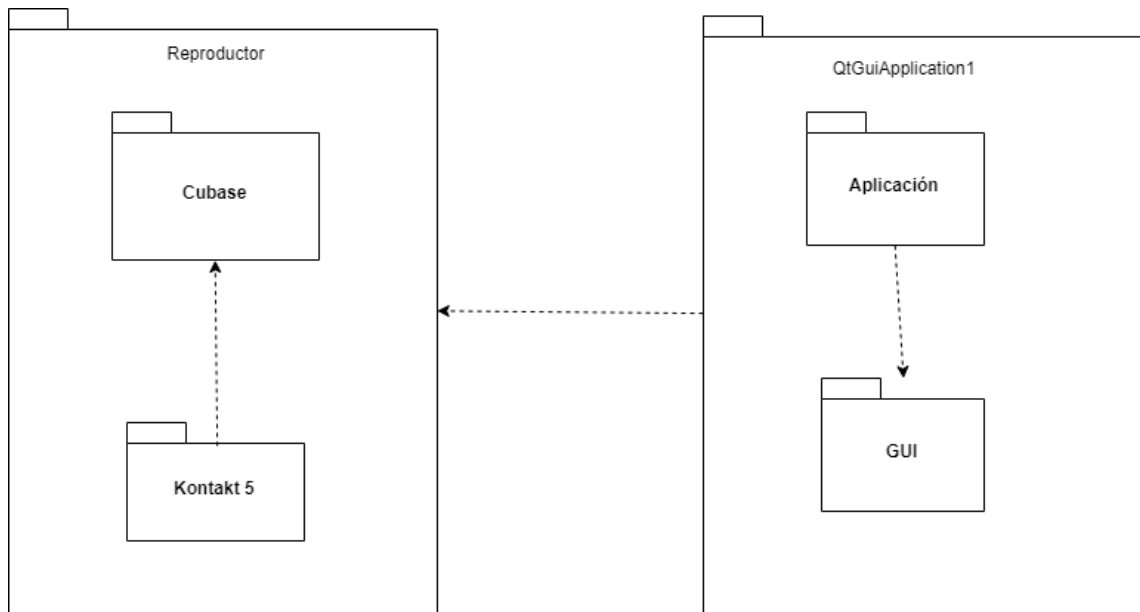 Reproductor
Cubase
Kontakt 5
QtGuiApplication1
Aplicación
GUI